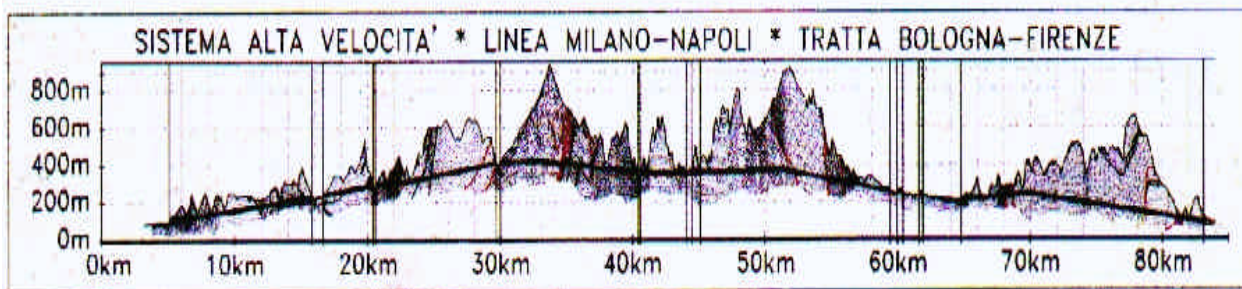 SISTEMA ALTA VELOCITA' * LINEA MILANO-NAPOLI * TRATTA BOLOGNA-FIRENZE
800m
600m
400m
200m
0m
0km 10km 20km 30km 40km 50km 60km 70km 80km